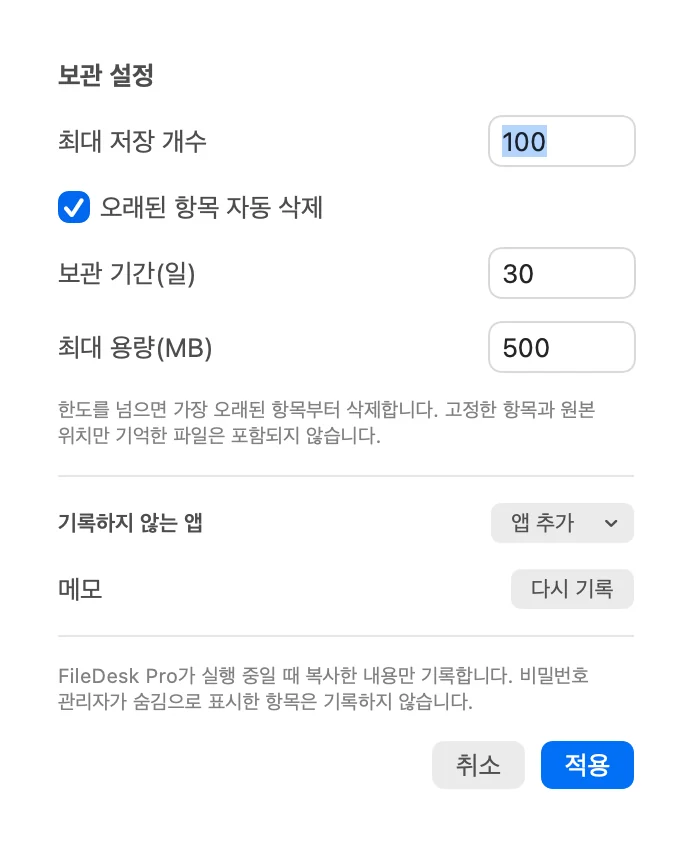 보관 설정
최대 저장 개수 100
오래된 항목 자동 삭제
보관 기간(일) 30
최대 용량(MB) 500
한도를 넘으면 가장 오래된 항목부터 삭제합니다. 고정한 항목과 원본
위치만 기억한 파일은 포함되지 않습니다.
기록하지 않는 앱 앱 추가
메모 다시 기록
FileDesk Pro가 실행 중일 때 복사한 내용만 기록합니다. 비밀번호
관리자가 숨김으로 표시한 항목은 기록하지 않습니다.
취소 적용